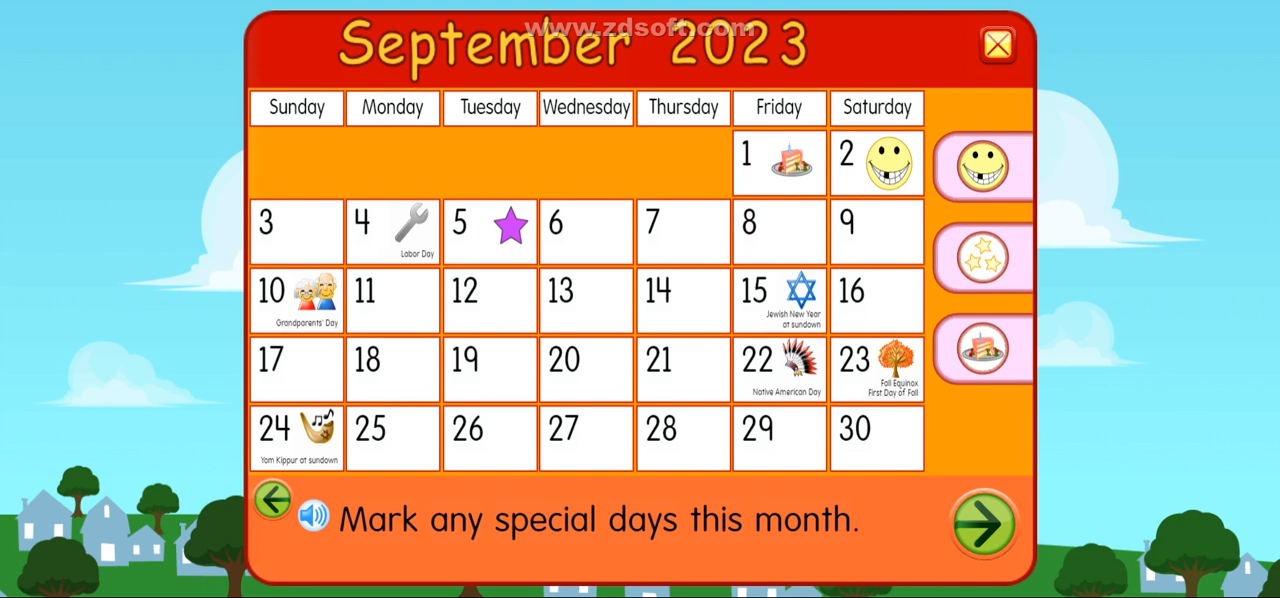 www.zdsoft.com
September 2023
Sunday Monday Tuesday Wednesday Thursday Friday Saturday
1 2
3 4 5 6 7 8 9
Labor Day
10 11 12 13 14 15 16
Grandparents' Day Jewish New Year
at sundown
17 18 19 20 21 22 23
Native American Day Fall Equinox
First Day of Fall
24 25 26 27 28 29 30
Yom Kippur at sundown
Mark any special days this month.